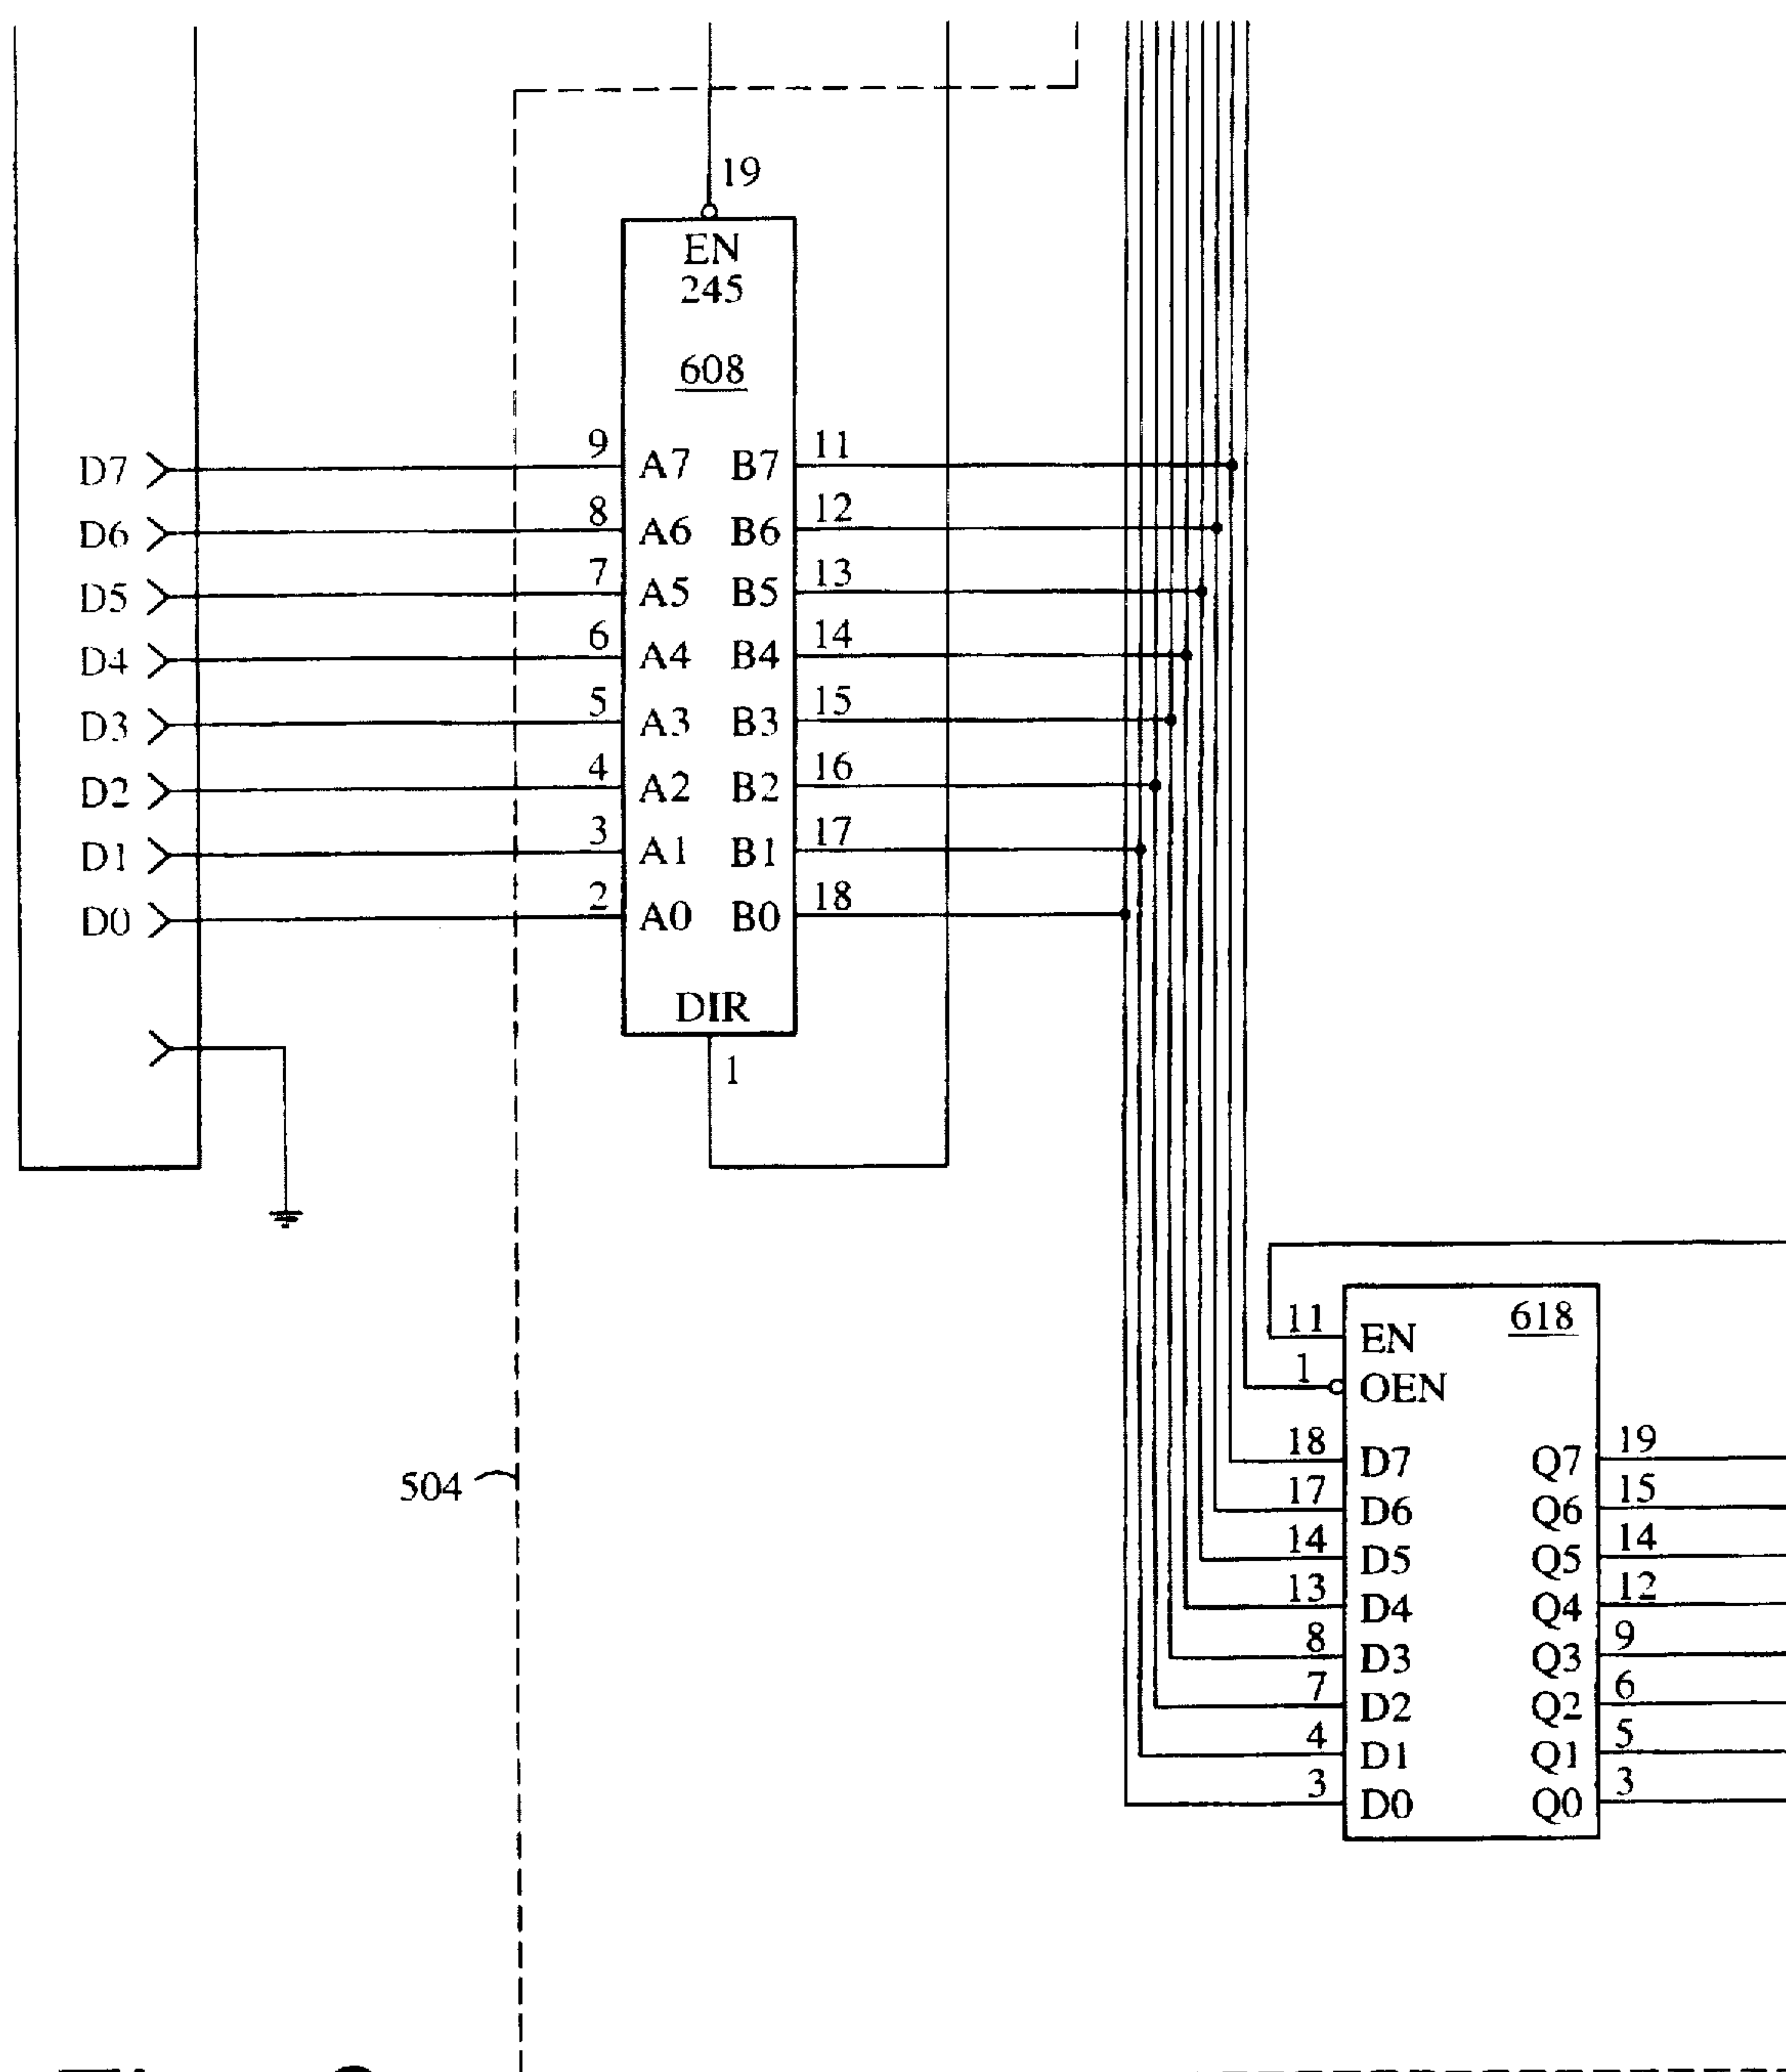 19
EN
245
608
D7 9 A7 B7 11
D6 8 A6 B6 12
D5 7 A5 B5 13
D4 6 A4 B4 14
D3 5 A3 B3 15
D2 4 A2 B2 16
D1 3 A1 B1 17
D0 2 A0 B0 18
DIR
1
618
11 EN
1 OEN
504
18 D7 Q7 19
17 D6 Q6 15
14 D5 Q5 14
13 D4 Q4 12
8 D3 Q3 9
7 D2 Q2 6
4 D1 Q1 5
3 D0 Q0 3